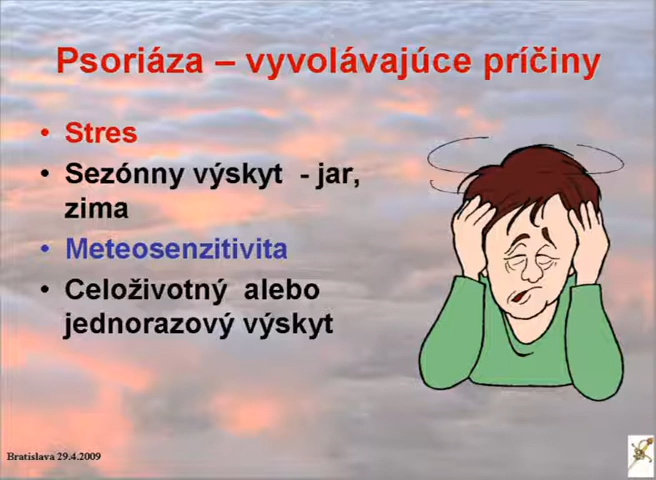 Psoriáza – vyvolávajúce príčiny
• Stres
• Sezónny výskyt - jar,
zima
• Meteosenzitivita
• Celoživotný alebo
jednorazový výskyt
Bratislava 29.4.2009